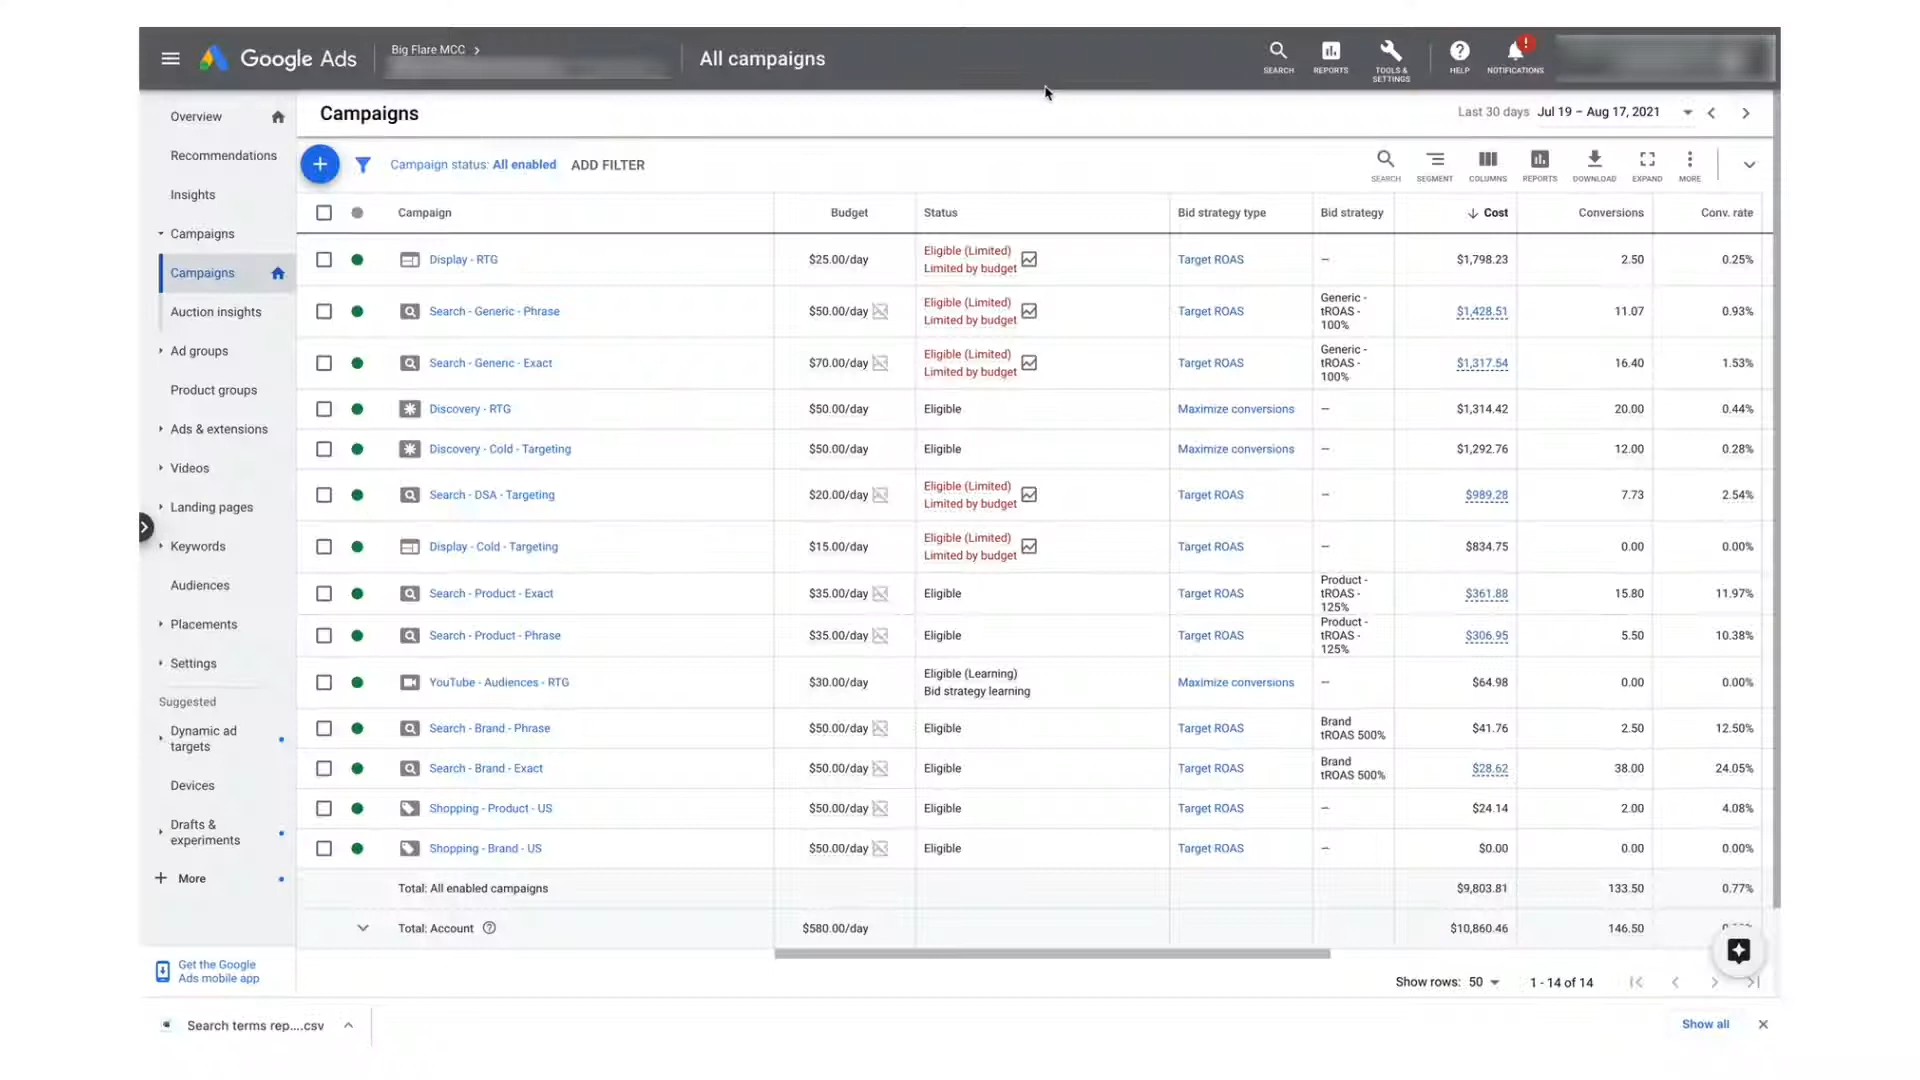 Google Ads
Big Flare MCC
All campaigns
SEARCH
REPORTS
TOOLS &
SETTINGS
HELP
!
NOTIFICATIONS
Overview
Recommendations
Insights
Campaigns
Campaigns
Auction insights
Ad groups
Product groups
Ads & extensions
Videos
Landing pages
Keywords
Audiences
Placements
Settings
Suggested
Dynamic ad
targets
Devices
Drafts &
experiments
+ More
Get the Google
Ads mobile app
Campaigns
Last 30 days Jul 19 – Aug 17, 2021
Campaign status: All enabled ADD FILTER
SEARCH SEGMENT COLUMNS REPORTS DOWNLOAD EXPAND MORE
Campaign Budget Status Bid strategy type Bid strategy Cost Conversions Conv. rate
Display - RTG $25.00/day Eligible (Limited) Limited by budget Target ROAS – $1,798.23 2.50 0.25%
Search - Generic - Phrase $50.00/day Eligible (Limited) Limited by budget Target ROAS Generic - tROAS - 100% $1,428.51 11.07 0.93%
Search - Generic - Exact $70.00/day Eligible (Limited) Limited by budget Target ROAS Generic - tROAS - 100% $1,317.54 16.40 1.53%
Discovery - RTG $50.00/day Eligible Maximize conversions – $1,314.42 20.00 0.44%
Discovery - Cold - Targeting $50.00/day Eligible Maximize conversions – $1,292.76 12.00 0.28%
Search - DSA - Targeting $20.00/day Eligible (Limited) Limited by budget Target ROAS – $989.28 7.73 2.54%
Display - Cold - Targeting $15.00/day Eligible (Limited) Limited by budget Target ROAS – $834.75 0.00 0.00%
Search - Product - Exact $35.00/day Eligible Target ROAS Product - tROAS - 125% $361.88 15.80 11.97%
Search - Product - Phrase $35.00/day Eligible Target ROAS Product - tROAS - 125% $306.95 5.50 10.38%
YouTube - Audiences - RTG $30.00/day Eligible (Learning) Bid strategy learning Maximize conversions – $64.98 0.00 0.00%
Search - Brand - Phrase $50.00/day Eligible Target ROAS Brand tROAS 500% $41.76 2.50 12.50%
Search - Brand - Exact $50.00/day Eligible Target ROAS Brand tROAS 500% $28.62 38.00 24.05%
Shopping - Product - US $50.00/day Eligible Target ROAS – $24.14 2.00 4.08%
Shopping - Brand - US $50.00/day Eligible Target ROAS – $0.00 0.00 0.00%
Total: All enabled campaigns $9,803.81 133.50 0.77%
Total: Account $580.00/day $10,860.46 146.50
Show rows: 50 1 - 14 of 14
Search terms rep....csv
Show all